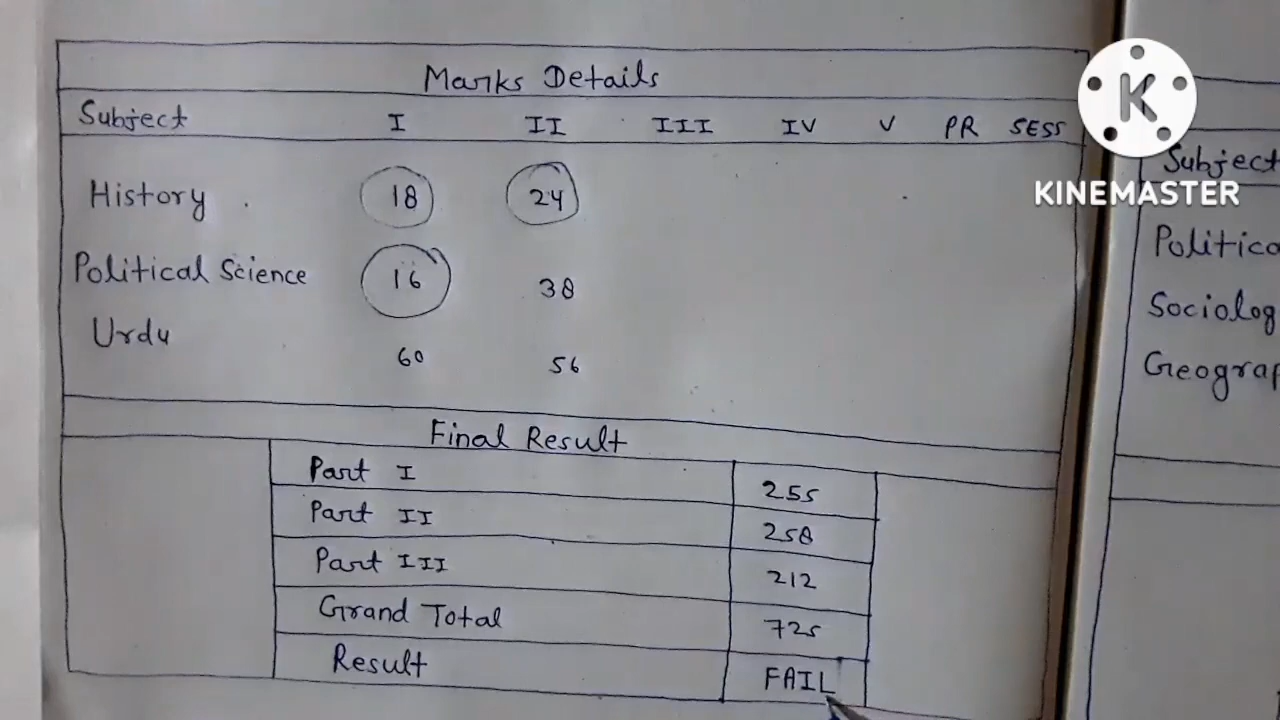 Marks Details
Subject I II III IV V PR SESS
History 18 24
Political Science 16 38
Urdu 60 56
Final Result
Part I 255
Part II 258
Part III 212
Grand Total 725
Result FAIL
K
KINEMASTER
Subject
Politica
Sociolog
Geograp